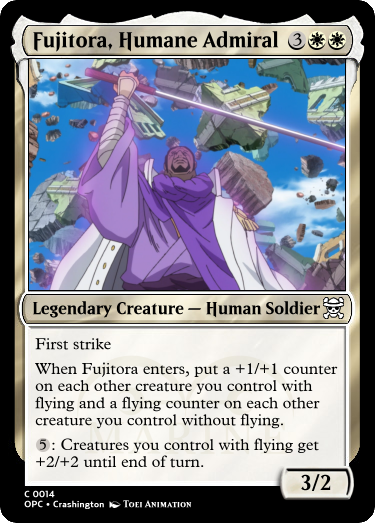 Fujitora, Humane Admiral 3
Legendary Creature — Human Soldier
First strike
When Fujitora enters, put a +1/+1 counter
on each other creature you control with
flying and a flying counter on each other
creature you control without flying.
5: Creatures you control with flying get
+2/+2 until end of turn.
3/2
C 0014
OPC • Crashington TOEI ANIMATION